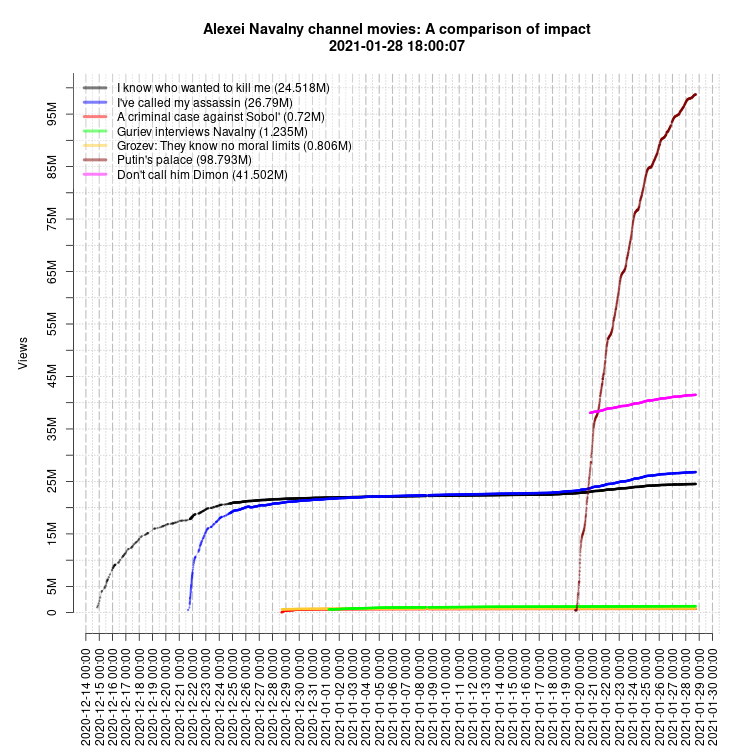 Alexei Navalny channel movies: A comparison of impact
2021-01-28 18:00:07
I know who wanted to kill me (24.518M)
I've called my assassin (26.79M)
A criminal case against Sobol' (0.72M)
Guriev interviews Navalny (1.235M)
Grozev: They know no moral limits (0.806M)
Putin's palace (98.793M)
Don't call him Dimon (41.502M)
Views
95M
85M
75M
65M
55M
45M
35M
25M
15M
5M
0
2020-12-14 00:00
2020-12-15 00:00
2020-12-16 00:00
2020-12-17 00:00
2020-12-18 00:00
2020-12-19 00:00
2020-12-20 00:00
2020-12-21 00:00
2020-12-22 00:00
2020-12-23 00:00
2020-12-24 00:00
2020-12-25 00:00
2020-12-26 00:00
2020-12-27 00:00
2020-12-28 00:00
2020-12-29 00:00
2020-12-30 00:00
2020-12-31 00:00
2021-01-01 00:00
2021-01-02 00:00
2021-01-03 00:00
2021-01-04 00:00
2021-01-05 00:00
2021-01-06 00:00
2021-01-07 00:00
2021-01-08 00:00
2021-01-09 00:00
2021-01-10 00:00
2021-01-11 00:00
2021-01-12 00:00
2021-01-13 00:00
2021-01-14 00:00
2021-01-15 00:00
2021-01-16 00:00
2021-01-17 00:00
2021-01-18 00:00
2021-01-19 00:00
2021-01-20 00:00
2021-01-21 00:00
2021-01-22 00:00
2021-01-23 00:00
2021-01-24 00:00
2021-01-25 00:00
2021-01-26 00:00
2021-01-27 00:00
2021-01-28 00:00
2021-01-29 00:00
2021-01-30 00:00